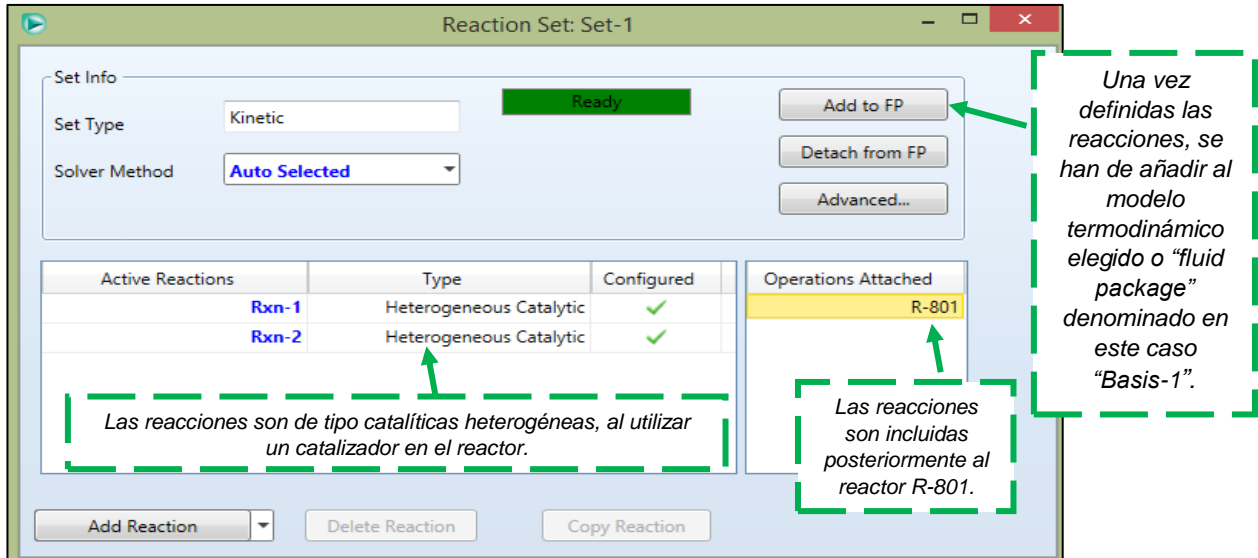 Reaction Set: Set-1
Set Info
Set Type
Kinetic
Ready
Solver Method
Auto Selected
Add to FP
Detach from FP
Advanced...
Una vez
definidas las
reacciones, se
han de añadir al
modelo
termodinámico
elegido o “fluid
package”
denominado en
este caso
“Basis-1”.
Active Reactions Type Configured
Rxn-1 Heterogeneous Catalytic
Rxn-2 Heterogeneous Catalytic
Operations Attached
R-801
Las reacciones son de tipo catalíticas heterogéneas, al utilizar
un catalizador en el reactor.
Las reacciones
son incluidas
posteriormente al
reactor R-801.
Add Reaction
Delete Reaction
Copy Reaction